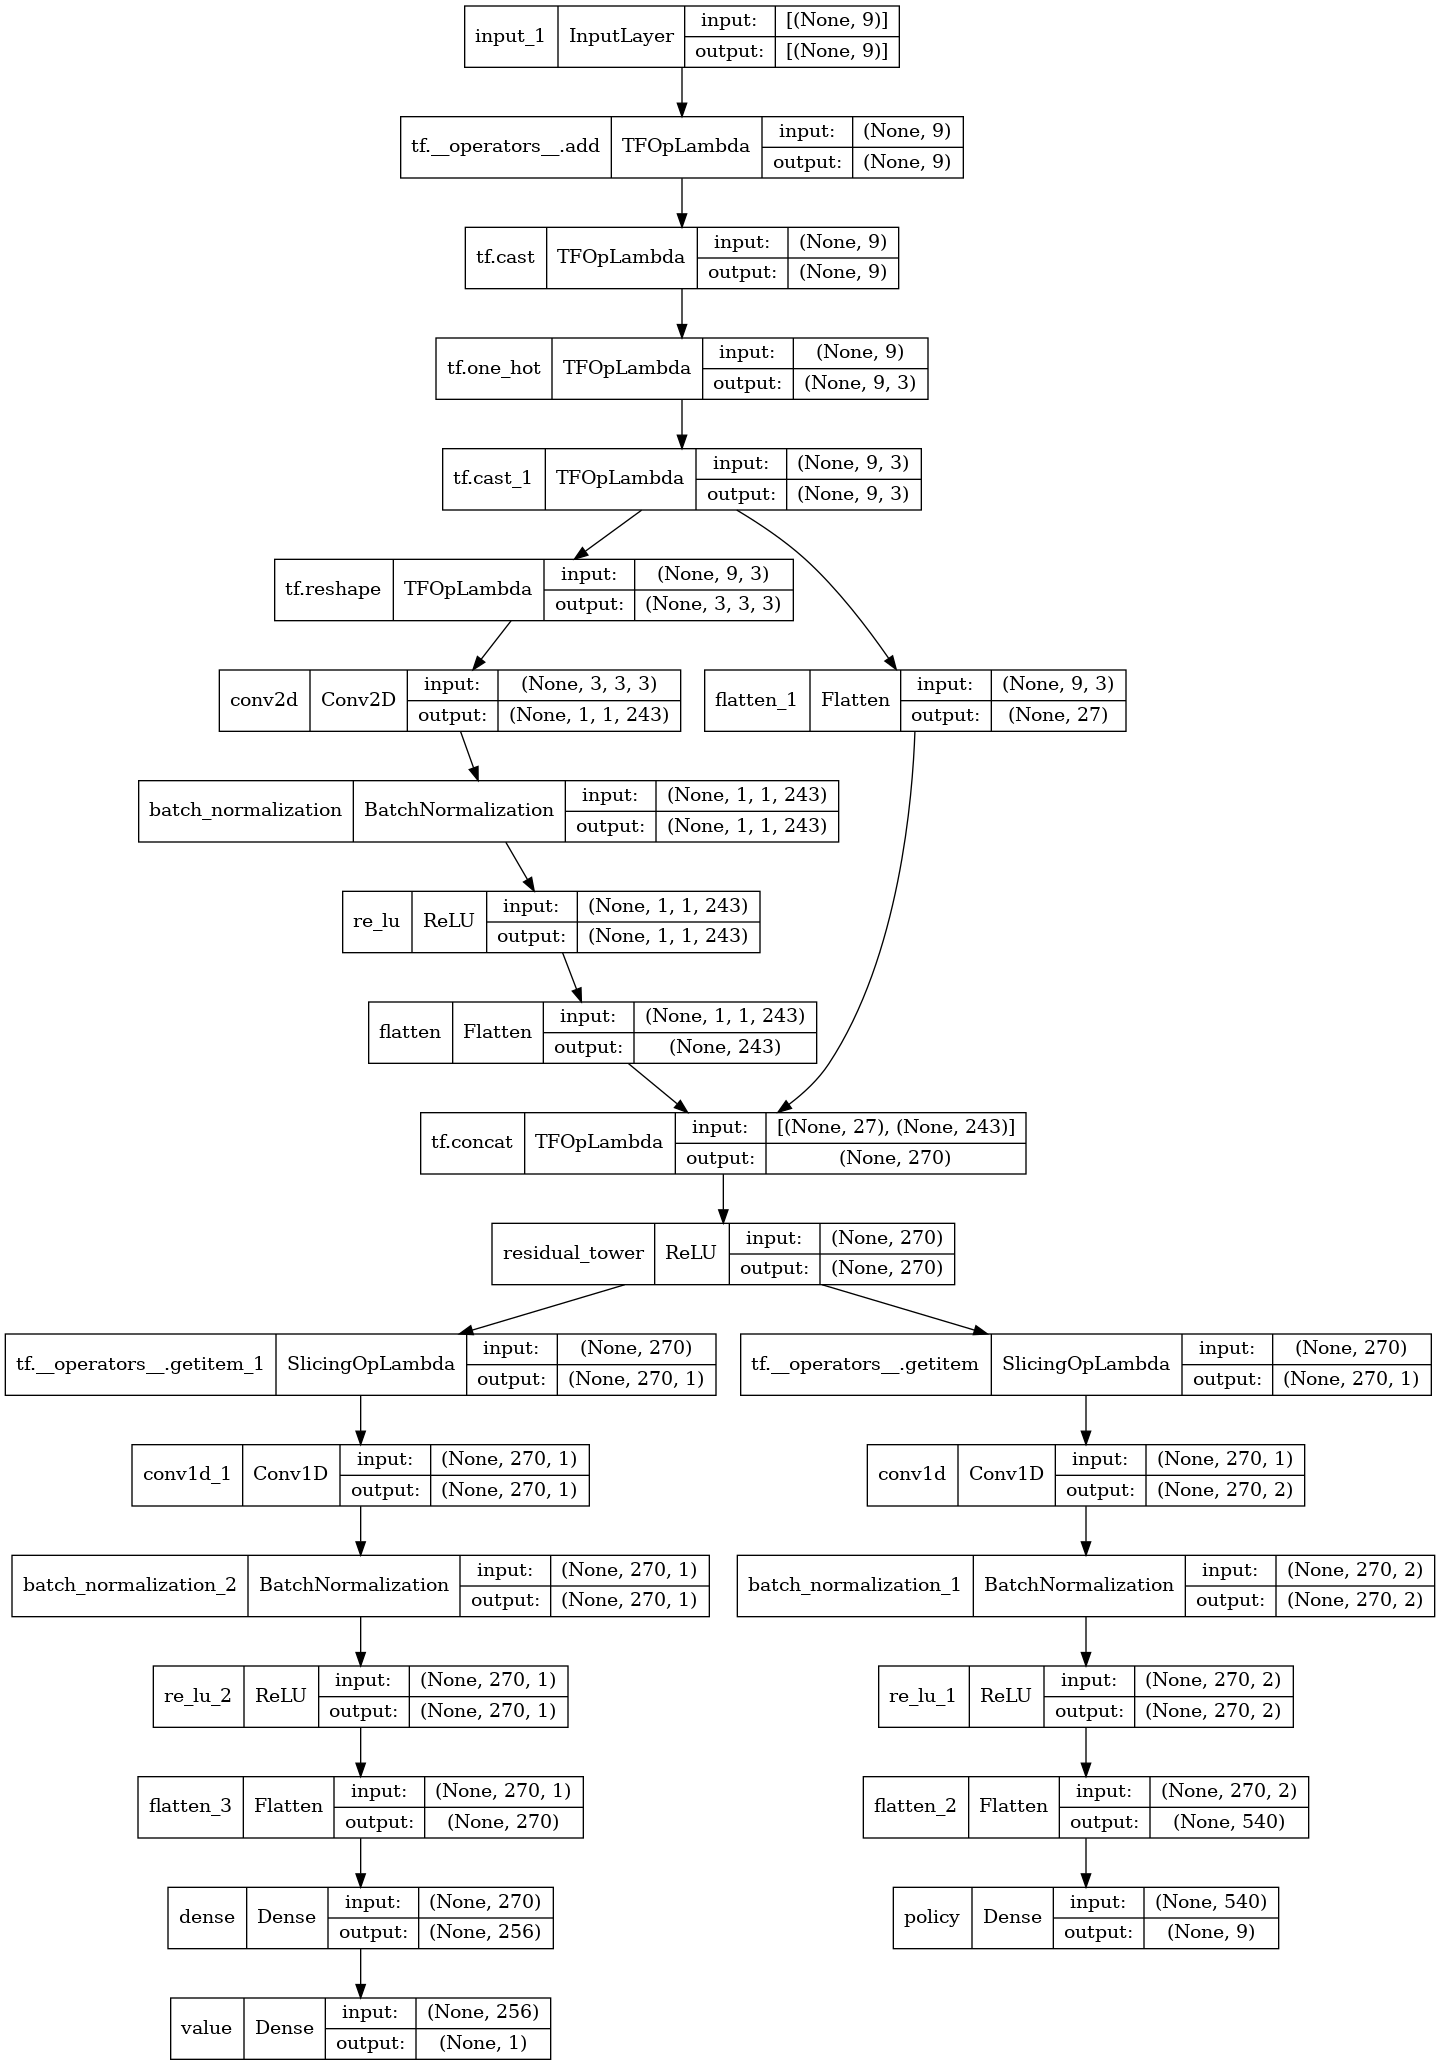 input_1 InputLayer input: [(None, 9)]
output: [(None, 9)]
tf.__operators__.add TFOpLambda input: (None, 9)
output: (None, 9)
tf.cast TFOpLambda input: (None, 9)
output: (None, 9)
tf.one_hot TFOpLambda input: (None, 9)
output: (None, 9, 3)
tf.cast_1 TFOpLambda input: (None, 9, 3)
output: (None, 9, 3)
tf.reshape TFOpLambda input: (None, 9, 3)
output: (None, 3, 3, 3)
conv2d Conv2D input: (None, 3, 3, 3)
output: (None, 1, 1, 243)
flatten_1 Flatten input: (None, 9, 3)
output: (None, 27)
batch_normalization BatchNormalization input: (None, 1, 1, 243)
output: (None, 1, 1, 243)
re_lu ReLU input: (None, 1, 1, 243)
output: (None, 1, 1, 243)
flatten Flatten input: (None, 1, 1, 243)
output: (None, 243)
tf.concat TFOpLambda input: [(None, 27), (None, 243)]
output: (None, 270)
residual_tower ReLU input: (None, 270)
output: (None, 270)
tf.__operators__.getitem_1 SlicingOpLambda input: (None, 270)
output: (None, 270, 1)
tf.__operators__.getitem SlicingOpLambda input: (None, 270)
output: (None, 270, 1)
conv1d_1 Conv1D input: (None, 270, 1)
output: (None, 270, 1)
conv1d Conv1D input: (None, 270, 1)
output: (None, 270, 2)
batch_normalization_2 BatchNormalization input: (None, 270, 1)
output: (None, 270, 1)
batch_normalization_1 BatchNormalization input: (None, 270, 2)
output: (None, 270, 2)
re_lu_2 ReLU input: (None, 270, 1)
output: (None, 270, 1)
re_lu_1 ReLU input: (None, 270, 2)
output: (None, 270, 2)
flatten_3 Flatten input: (None, 270, 1)
output: (None, 270)
flatten_2 Flatten input: (None, 270, 2)
output: (None, 540)
dense Dense input: (None, 270)
output: (None, 256)
policy Dense input: (None, 540)
output: (None, 9)
value Dense input: (None, 256)
output: (None, 1)